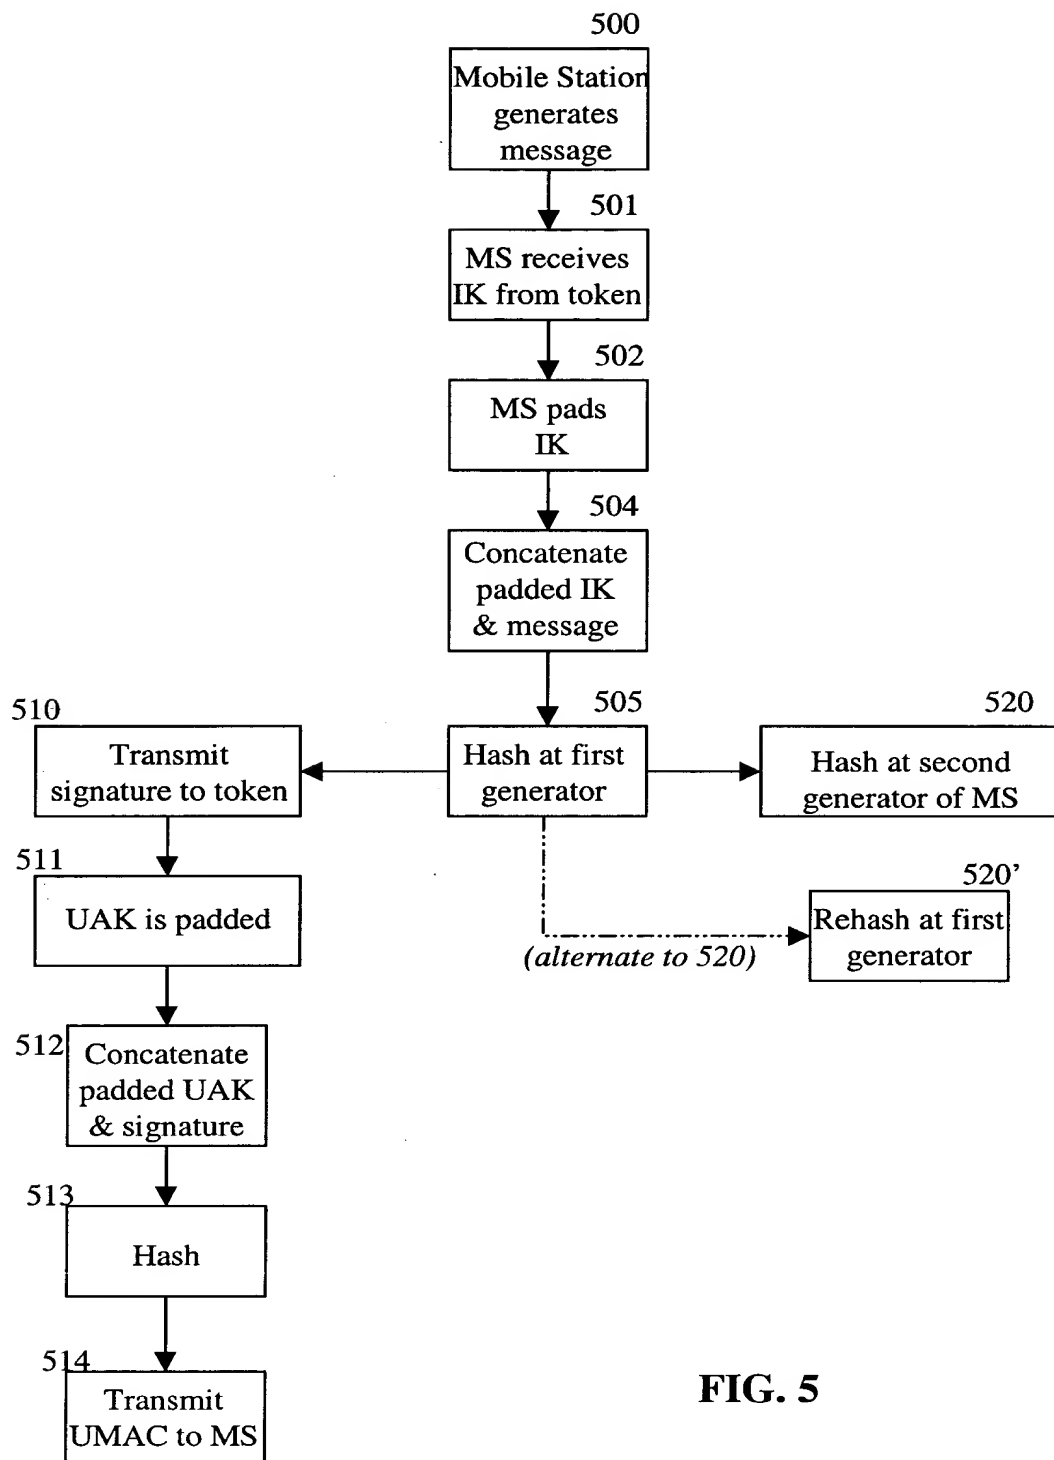 500
Mobile Station
generates
message
501
MS receives
IK from token
502
MS pads
IK
504
Concatenate
padded IK
& message
510
505
520
Transmit
signature to token
Hash at first
generator
Hash at second
generator of MS
511
UAK is padded
520’
Rehash at first
generator
(alternate to 520)
512
Concatenate
padded UAK
& signature
513
Hash
514
Transmit
UMAC to MS
FIG. 5